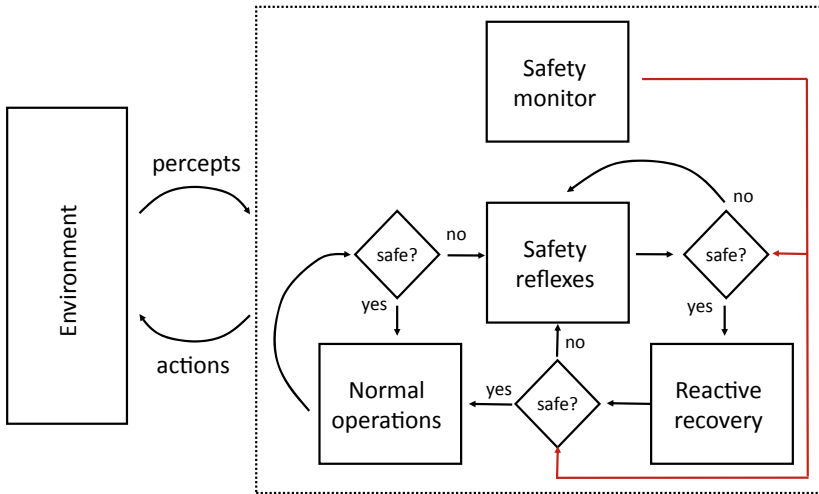 Safety
monitor
percepts
Environment
actions
safe?
no
yes
Safety
reflexes
no
safe?
yes
no
Normal
operations
yes
safe?
Reactive
recovery